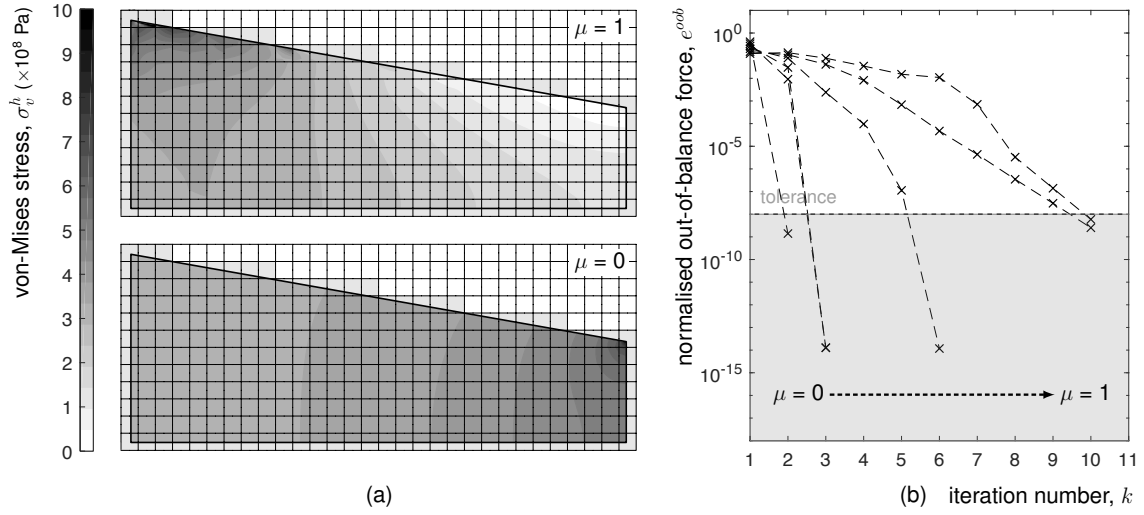 von-Mises stress, σ_v^h (×10^8 Pa)
10
9
8
7
6
5
4
3
2
1
0
μ = 1
μ = 0
(a)
normalised out-of-balance force, e^oob
10^0
10^-5
10^-10
10^-15
tolerance
μ = 0
μ = 1
1 2 3 4 5 6 7 8 9 10 11
(b) iteration number, k